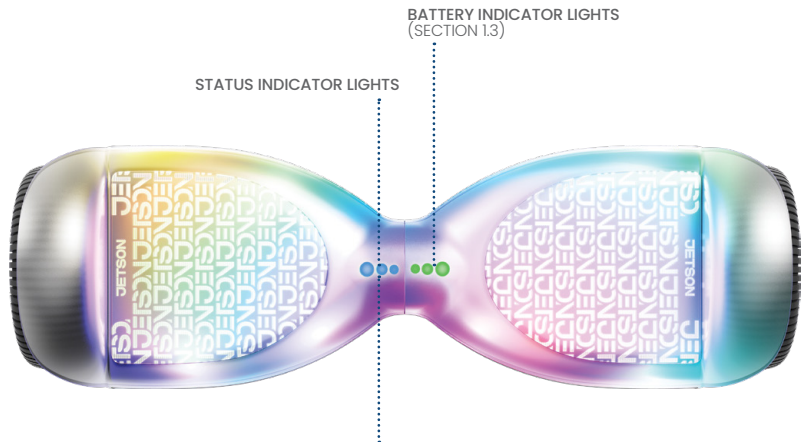 BATTERY INDICATOR LIGHTS
(SECTION 1.3)
STATUS INDICATOR LIGHTS
JETSON
JETSON